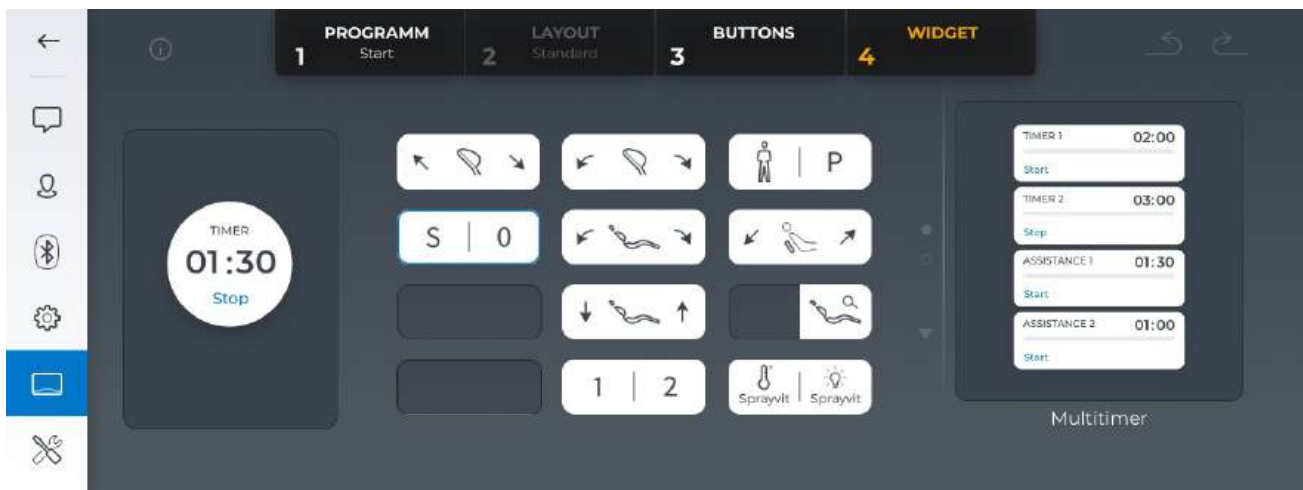 1 PROGRAMM
Start
2 LAYOUT
Standard
3 BUTTONS
4 WIDGET
TIMER
01:30
Stop
P
S | 0
1 | 2
Sprayvit | Sprayvit
TIMER 1 02:00
Start
TIMER 2 03:00
Stop
ASSISTANCE 1 01:30
Start
ASSISTANCE 2 01:00
Start
Multitimer